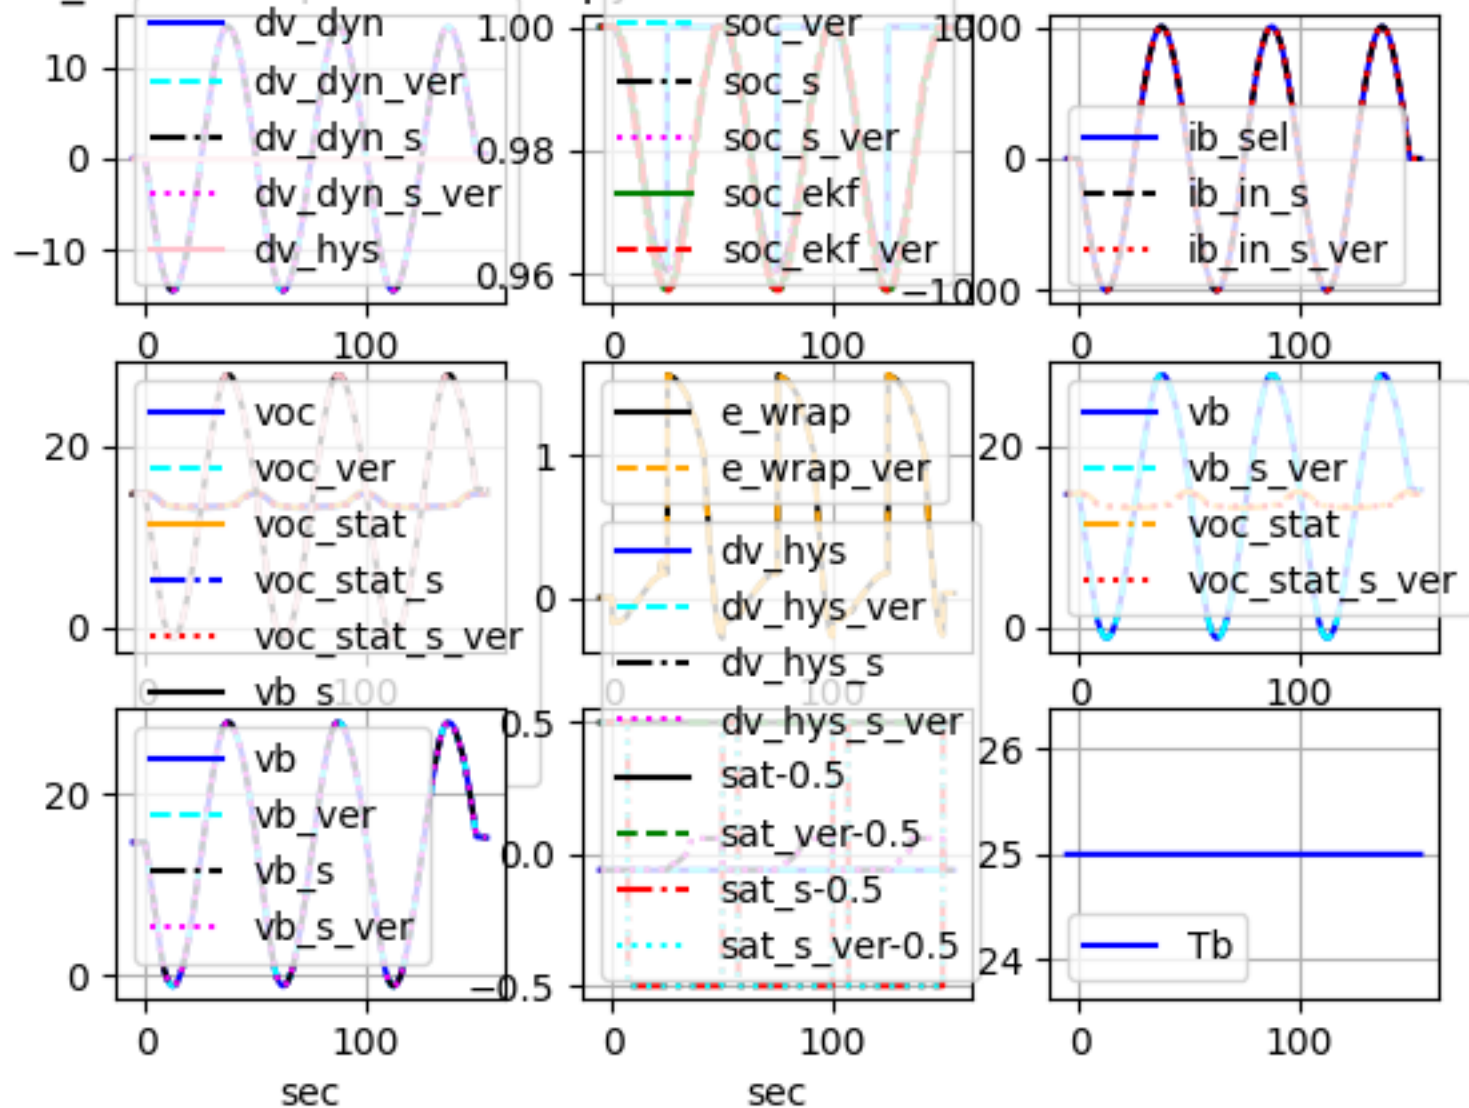 dv_dyn
dv_dyn_ver
dv_dyn_s
dv_dyn_s_ver
dv_hys
10
0
−10
0
100
soc_ver
soc_s
soc_s_ver
soc_ekf
soc_ekf_ver
1.00
0.98
0.96
0
100
ib_sel
ib_in_s
ib_in_s_ver
1000
0
−1000
0
100
voc
voc_ver
voc_stat
voc_stat_s
voc_stat_s_ver
vb_s
20
0
100
e_wrap
e_wrap_ver
1
0
0
100
vb
vb_s_ver
voc_stat
voc_stat_s_ver
20
0
0
100
vb
vb_ver
vb_s
vb_s_ver
20
0
0
100
sec
dv_hys
dv_hys_ver
dv_hys_s
dv_hys_s_ver
sat-0.5
sat_ver-0.5
sat_s-0.5
sat_s_ver-0.5
0.5
0.0
−0.5
0
100
sec
Tb
26
25
24
0
100